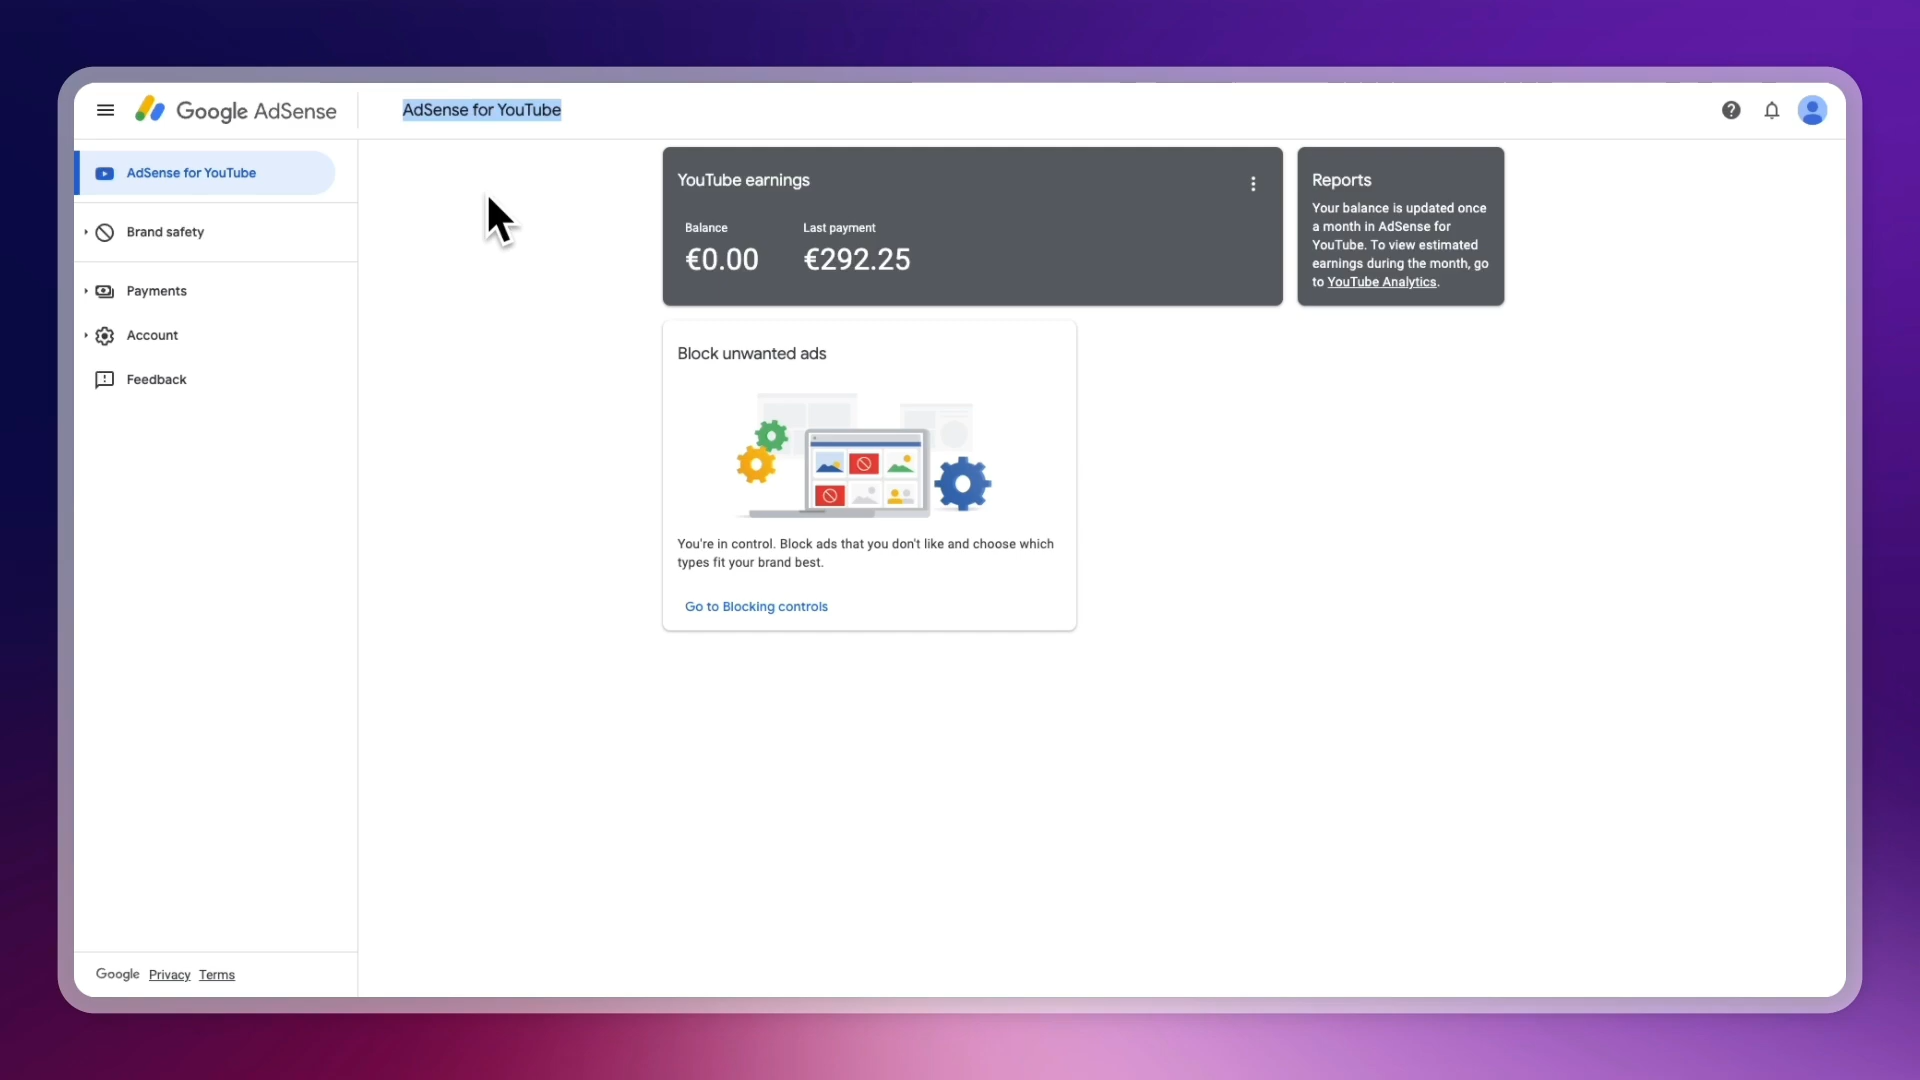 Google AdSense
AdSense for YouTube
AdSense for YouTube
Brand safety
Payments
Account
Feedback
YouTube earnings
Balance
€0.00
Last payment
€292.25
Reports
Your balance is updated once
a month in AdSense for
YouTube. To view estimated
earnings during the month, go
to YouTube Analytics.
Block unwanted ads
You're in control. Block ads that you don't like and choose which
types fit your brand best.
Go to Blocking controls
Google Privacy Terms